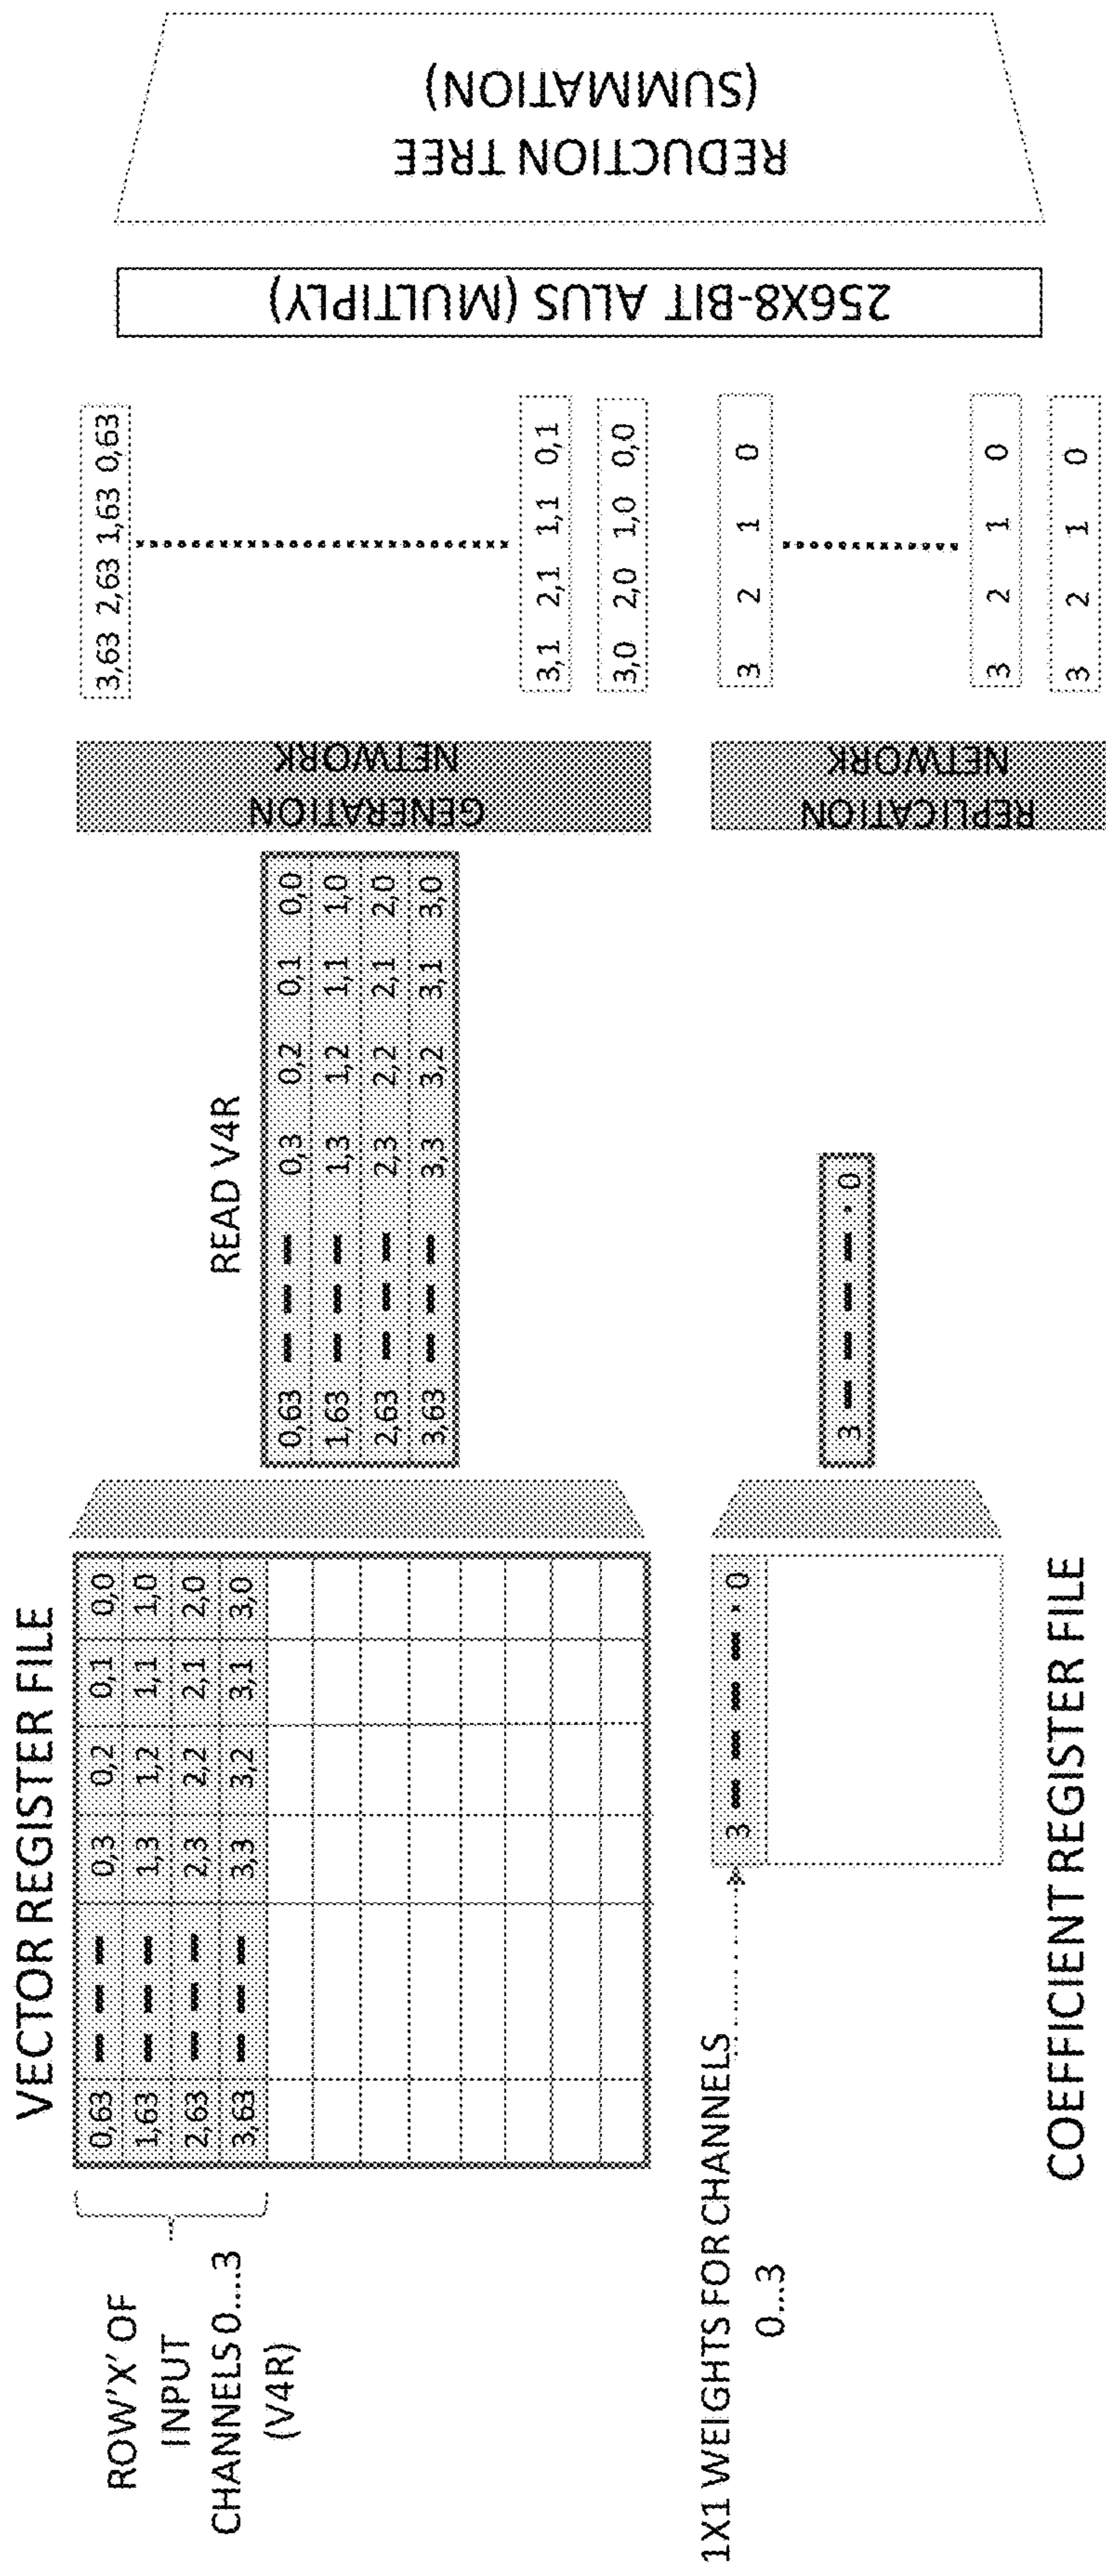 VECTOR REGISTER FILE
ROW'X' OF
INPUT
CHANNELS 0....3
(V4R)
0,63 0,3 0,2 0,1 0,0
1,63 1,3 1,2 1,1 1,0
2,63 2,3 2,2 2,1 2,0
3,63 3,3 3,2 3,1 3,0
READ V4R
0,63 0,3 0,2 0,1 0,0
1,63 1,3 1,2 1,1 1,0
2,63 2,3 2,2 2,1 2,0
3,63 3,3 3,2 3,1 3,0
GENERATION
NETWORK
3,63 2,63 1,63 0,63
3,1 2,1 1,1 0,1
3,0 2,0 1,0 0,0
256X8-BIT ALUS (MULTIPLY)
REDUCTION TREE
(SUMMATION)
1X1 WEIGHTS FOR CHANNELS
0...3
3 0
3 0
REPLICATION
NETWORK
3 2 1 0
3 2 1 0
3 2 1 0
COEFFICIENT REGISTER FILE